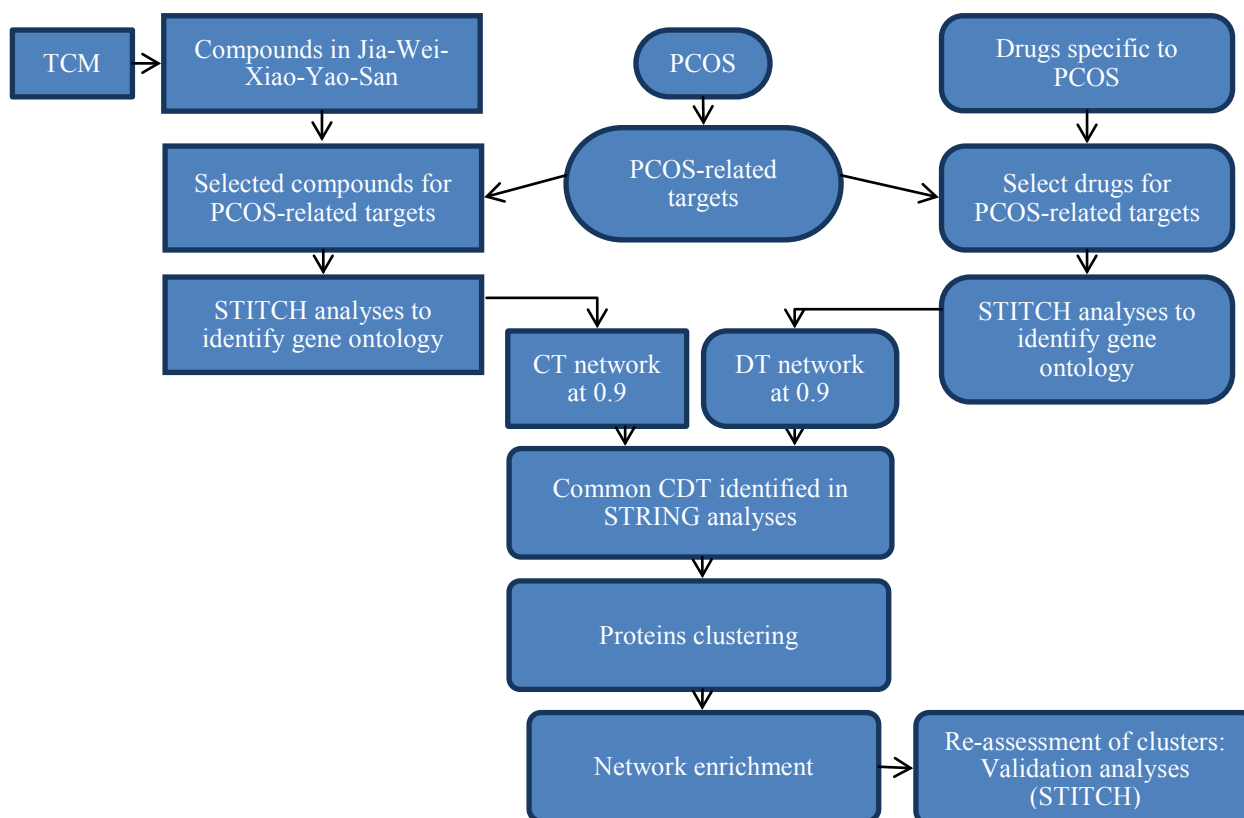 TCM
Compounds in Jia-Wei-
Xiao-Yao-San
PCOS
Drugs specific to
PCOS
Selected compounds for
PCOS-related targets
PCOS-related
targets
Select drugs for
PCOS-related targets
STITCH analyses to
identify gene ontology
CT network
at 0.9
DT network
at 0.9
STITCH analyses to
identify gene
ontology
Common CDT identified in
STRING analyses
Proteins clustering
Network enrichment
Re-assessment of clusters:
Validation analyses
(STITCH)